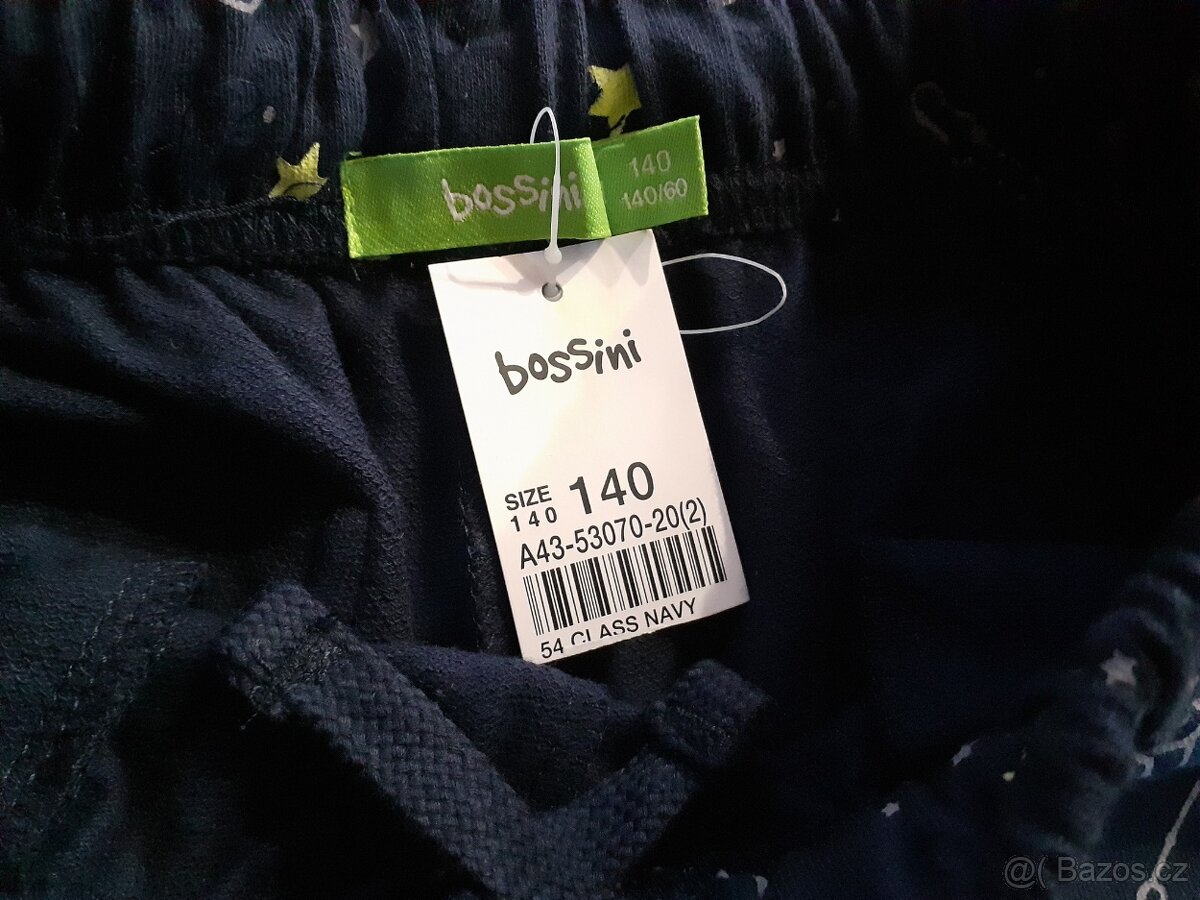 bossini
140
140/60
bossini
SIZE 140
140
A43-53070-20(2)
54 CLASS NAVY
@( Bazos.cz